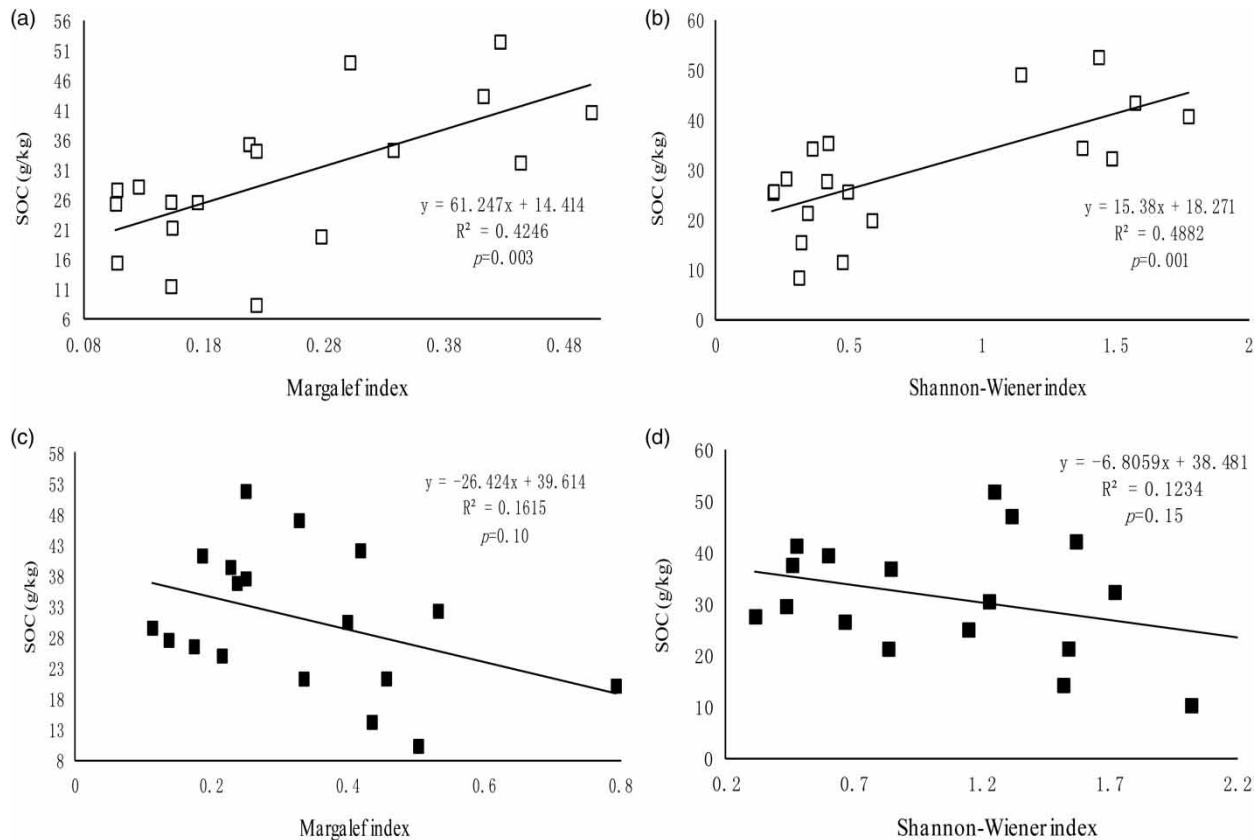 (a)
56
51
46
41
36
31
26
21
16
11
6
SOC (g/kg)
y = 61.247x + 14.414
R² = 0.4246
p=0.003
0.08 0.18 0.28 0.38 0.48
Margalef index
(b)
60
50
40
30
20
10
0
SOC (g/kg)
y = 15.38x + 18.271
R² = 0.4882
p=0.001
0 0.5 1 1.5 2
Shannon-Wiener index
(c)
58
53
48
43
38
33
28
23
18
13
8
SOC (g/kg)
y = -26.424x + 39.614
R² = 0.1615
p=0.10
0 0.2 0.4 0.6 0.8
Margalef index
(d)
60
50
40
30
20
10
0
SOC (g/kg)
y = -6.8059x + 38.481
R² = 0.1234
p=0.15
0.2 0.7 1.2 1.7 2.2
Shannon-Wiener index